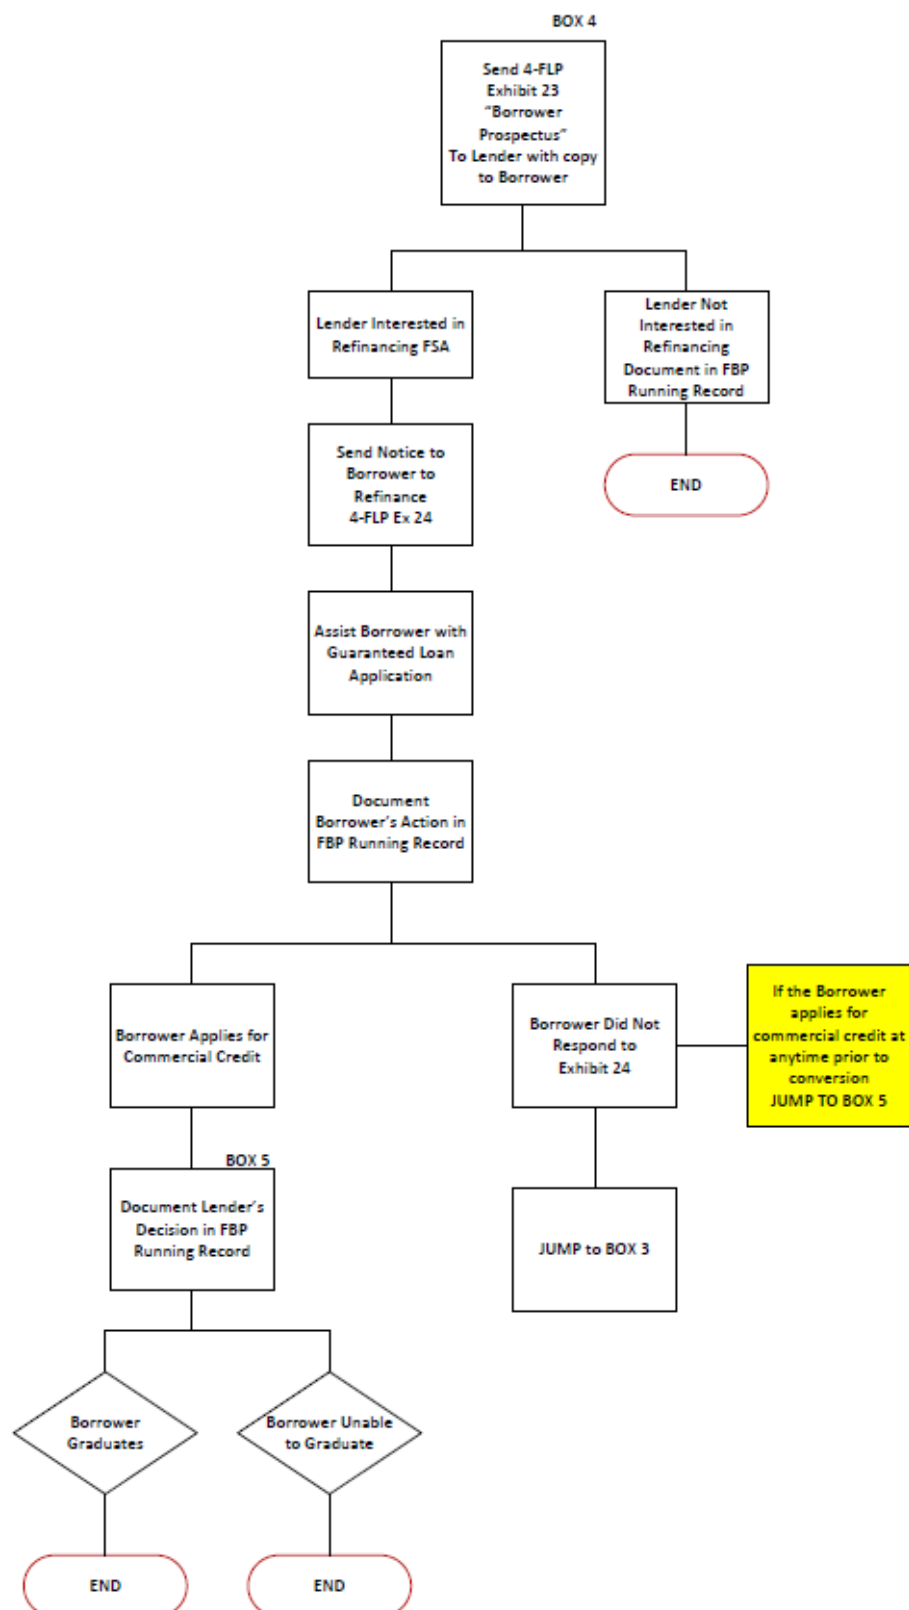 BOX 4
Send 4-FLP
Exhibit 23
"Borrower
Prospectus"
To Lender with copy
to Borrower
Lender Interested in
Refinancing FSA
Lender Not
Interested in
Refinancing
Document in FBP
Running Record
Send Notice to
Borrower to
Refinance
4-FLP Ex 24
END
Assist Borrower with
Guaranteed Loan
Application
Document
Borrower's Action in
FBP Running Record
Borrower Applies for
Commercial Credit
Borrower Did Not
Respond to
Exhibit 24
If the Borrower
applies for
commercial credit at
anytime prior to
conversion
JUMP TO BOX 5
BOX 5
Document Lender's
Decision in FBP
Running Record
JUMP to BOX 3
Borrower
Graduates
Borrower Unable
to Graduate
END
END